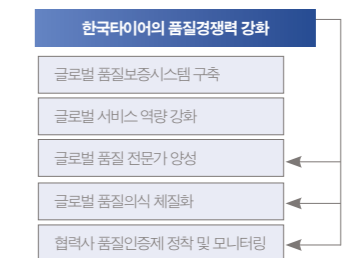 한국타이어의 품질경쟁력 강화
글로벌 품질보증시스템 구축
글로벌 서비스 역량 강화
글로벌 품질 전문가 양성
글로벌 품질의식 체질화
협력사 품질인증제 정착 및 모니터링